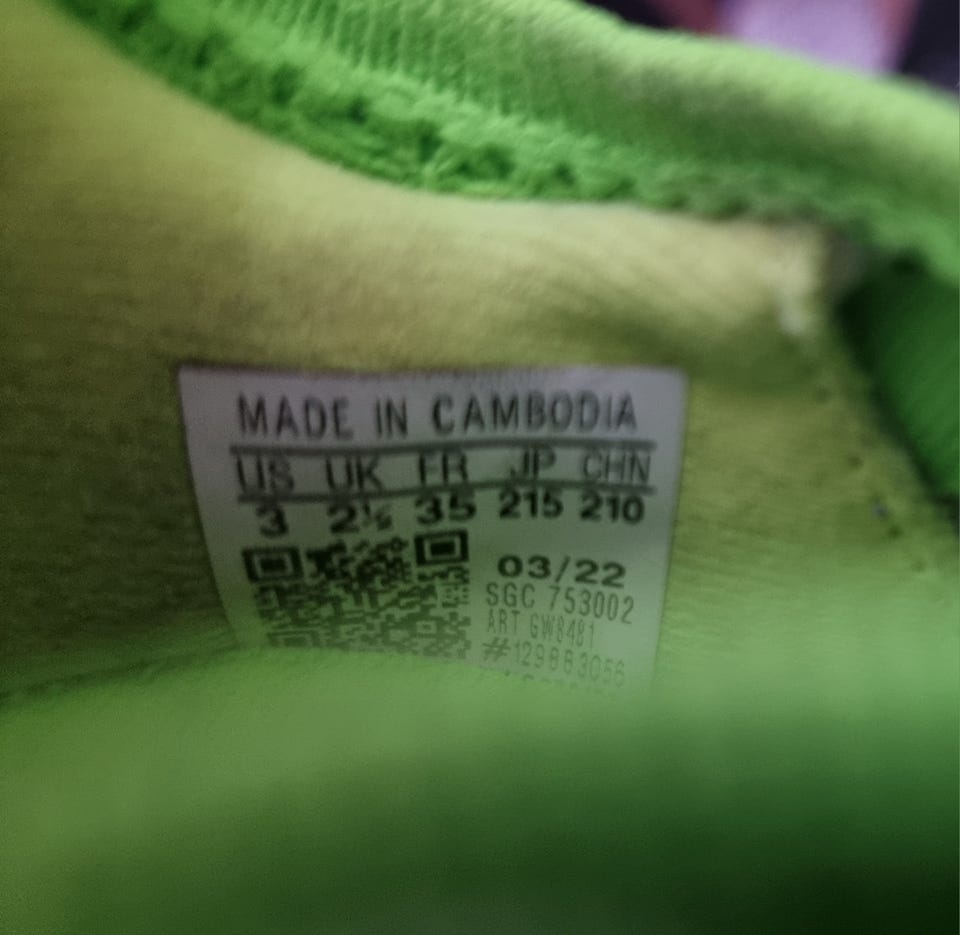 MADE IN CAMBODIA
US UK FR JP CHN
3 2½ 35 215 210
03/22
SGC 753002
ART GW8481
#129883056